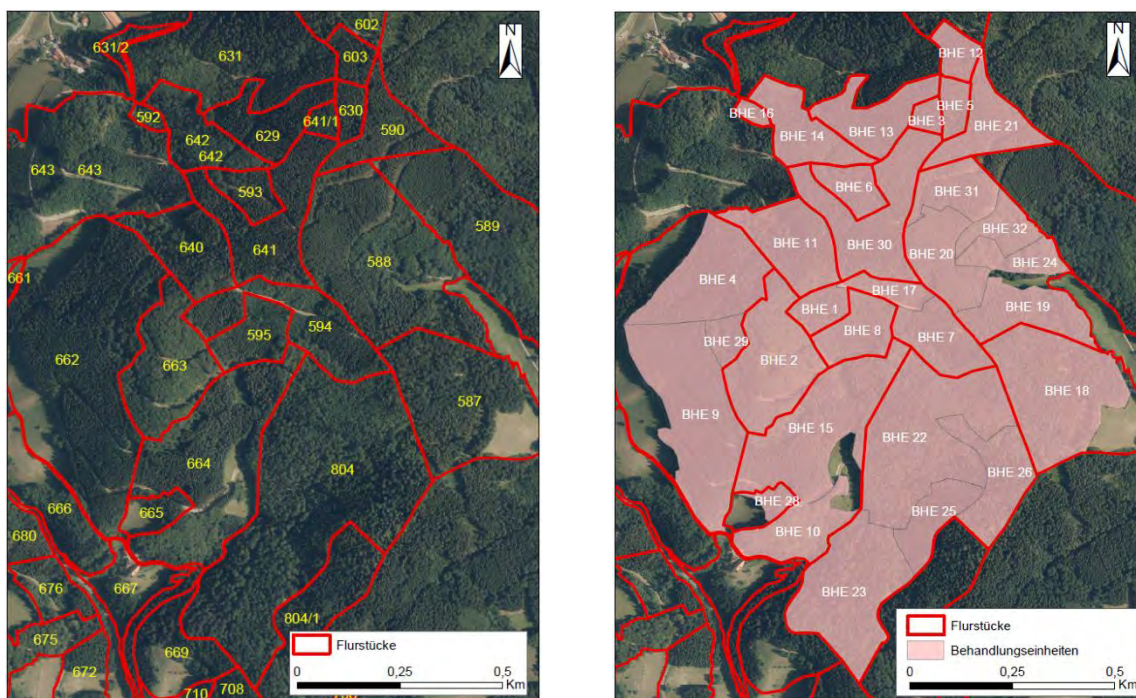 N
602
631/2
631
603
592
641/1
630
642
629
590
642
643
643
593
589
640
641
588
661
595
594
662
663
587
664
804
665
666
680
676
667
675
804/1
672
669
710
708
Flurstücke
0
0,25
0,5
Km
N
BHE 12
BHE 16
BHE 5
BHE 3
BHE 21
BHE 14
BHE 13
BHE 6
BHE 31
BHE 32
BHE 11
BHE 30
BHE 20
BHE 24
BHE 4
BHE 17
BHE 1
BHE 19
BHE 8
BHE 7
BHE 29
BHE 2
BHE 18
BHE 9
BHE 15
BHE 22
BHE 26
BHE 28
BHE 25
BHE 10
BHE 23
Flurstücke
Behandlungseinheiten
0
0,25
0,5
Km